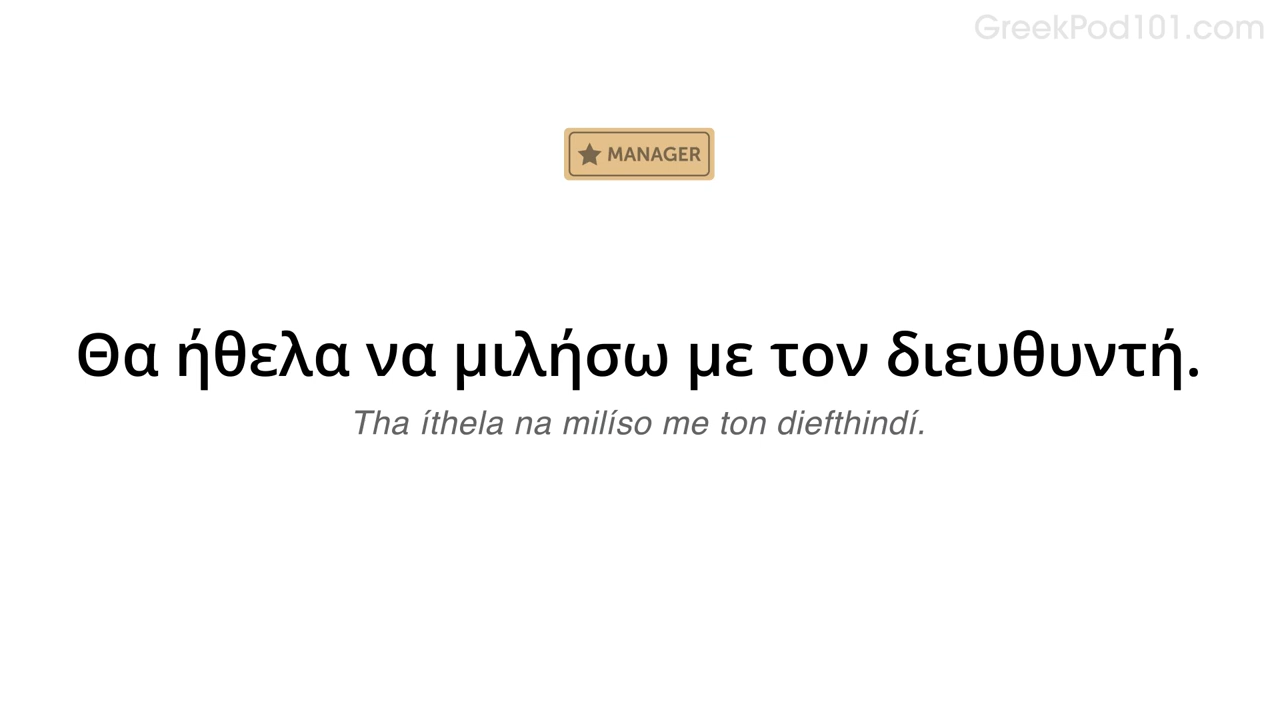 GreekPod101.com
MANAGER
Θα ήθελα να μιλήσω με τον διευθυντή.
Tha íthela na milíso me ton diefthindí.